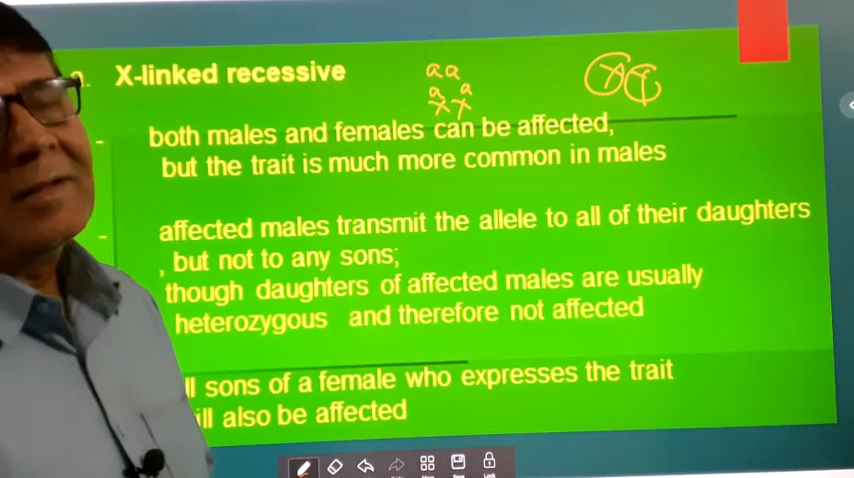 X-linked recessive
aa
a a
XX
both males and females can be affected,
but the trait is much more common in males
affected males transmit the allele to all of their daughters
, but not to any sons;
though daughters of affected males are usually
heterozygous and therefore not affected
sons of a female who expresses the trait
also be affected